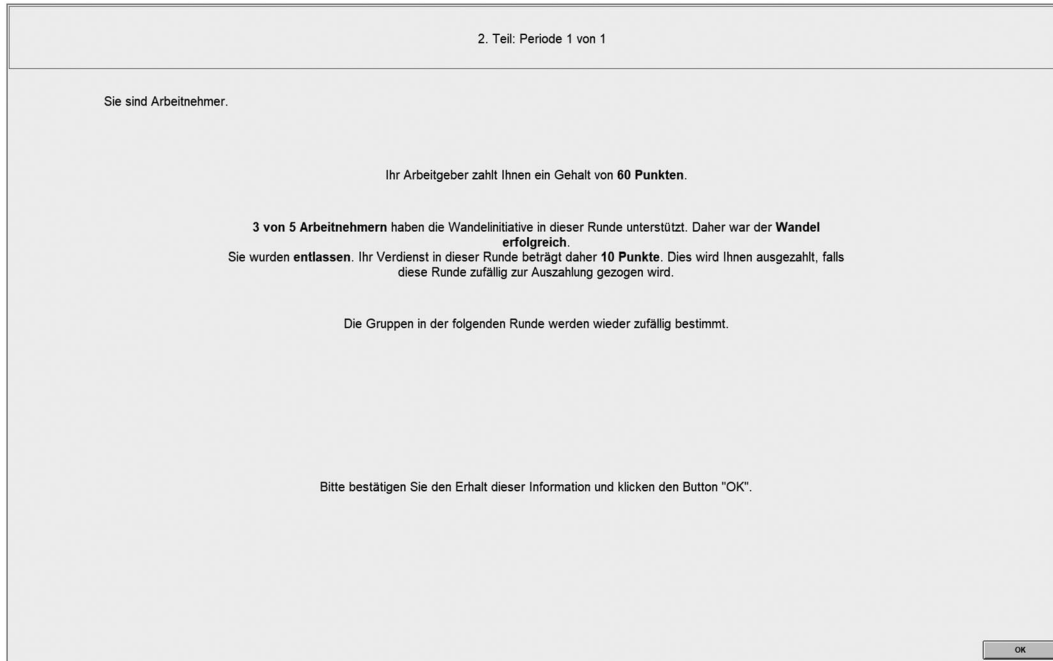 2. Teil: Periode 1 von 1
Sie sind Arbeitnehmer.
Ihr Arbeitgeber zahlt Ihnen ein Gehalt von 60 Punkten.
3 von 5 Arbeitnehmern haben die Wandelinitiative in dieser Runde unterstützt. Daher war der Wandel
erfolgreich.
Sie wurden entlassen. Ihr Verdienst in dieser Runde beträgt daher 10 Punkte. Dies wird Ihnen ausgezahlt, falls
diese Runde zufällig zur Auszahlung gezogen wird.
Die Gruppen in der folgenden Runde werden wieder zufällig bestimmt.
Bitte bestätigen Sie den Erhalt dieser Information und klicken den Button "OK".
OK